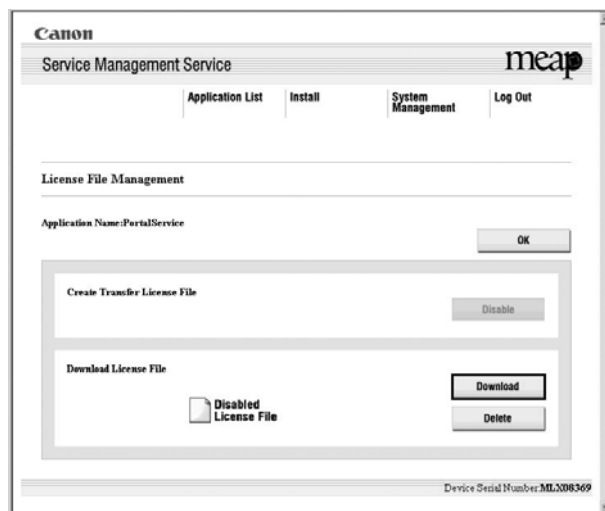 Canon
Service Management Service
meap
Application List Install System Management Log Out
License File Management
Application Name:PortalService
OK
Create Transfer License File
Disable
Download License File
Download
Disabled
License File
Delete
Device Serial Number:MLX08369